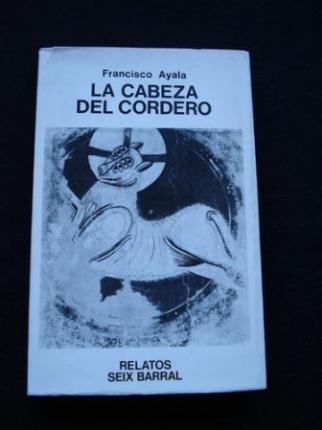 Francisco Ayala
LA CABEZA
DEL CORDERO
RELATOS
SEIX BARRAL